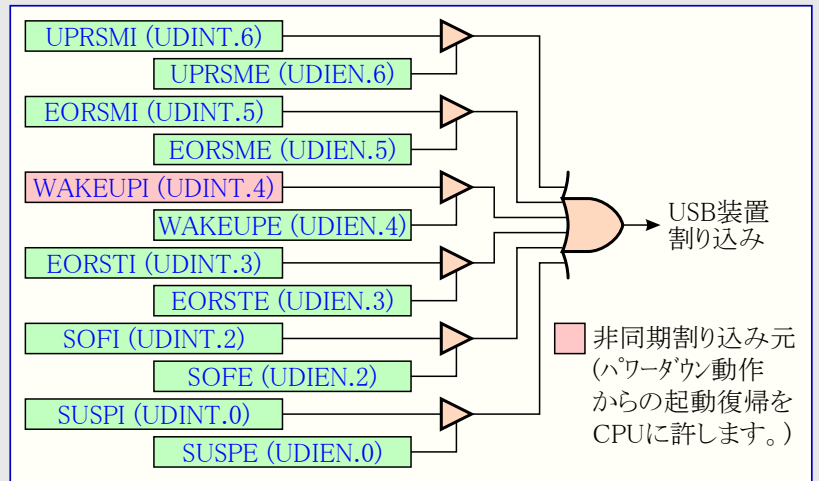 UPRSMI (UDINT.6)
UPRSME (UDIEN.6)
EORSMI (UDINT.5)
EORSME (UDIEN.5)
WAKEUPI (UDINT.4)
WAKEUPE (UDIEN.4)
EORSTI (UDINT.3)
EORSTE (UDIEN.3)
SOFI (UDINT.2)
SOFE (UDIEN.2)
SUSPI (UDINT.0)
SUSPE (UDIEN.0)
USB装置
割り込み
非同期割り込み元
(ﾊﾟﾜｰﾀﾞｳﾝ動作
からの起動復帰を
CPUに許します。)